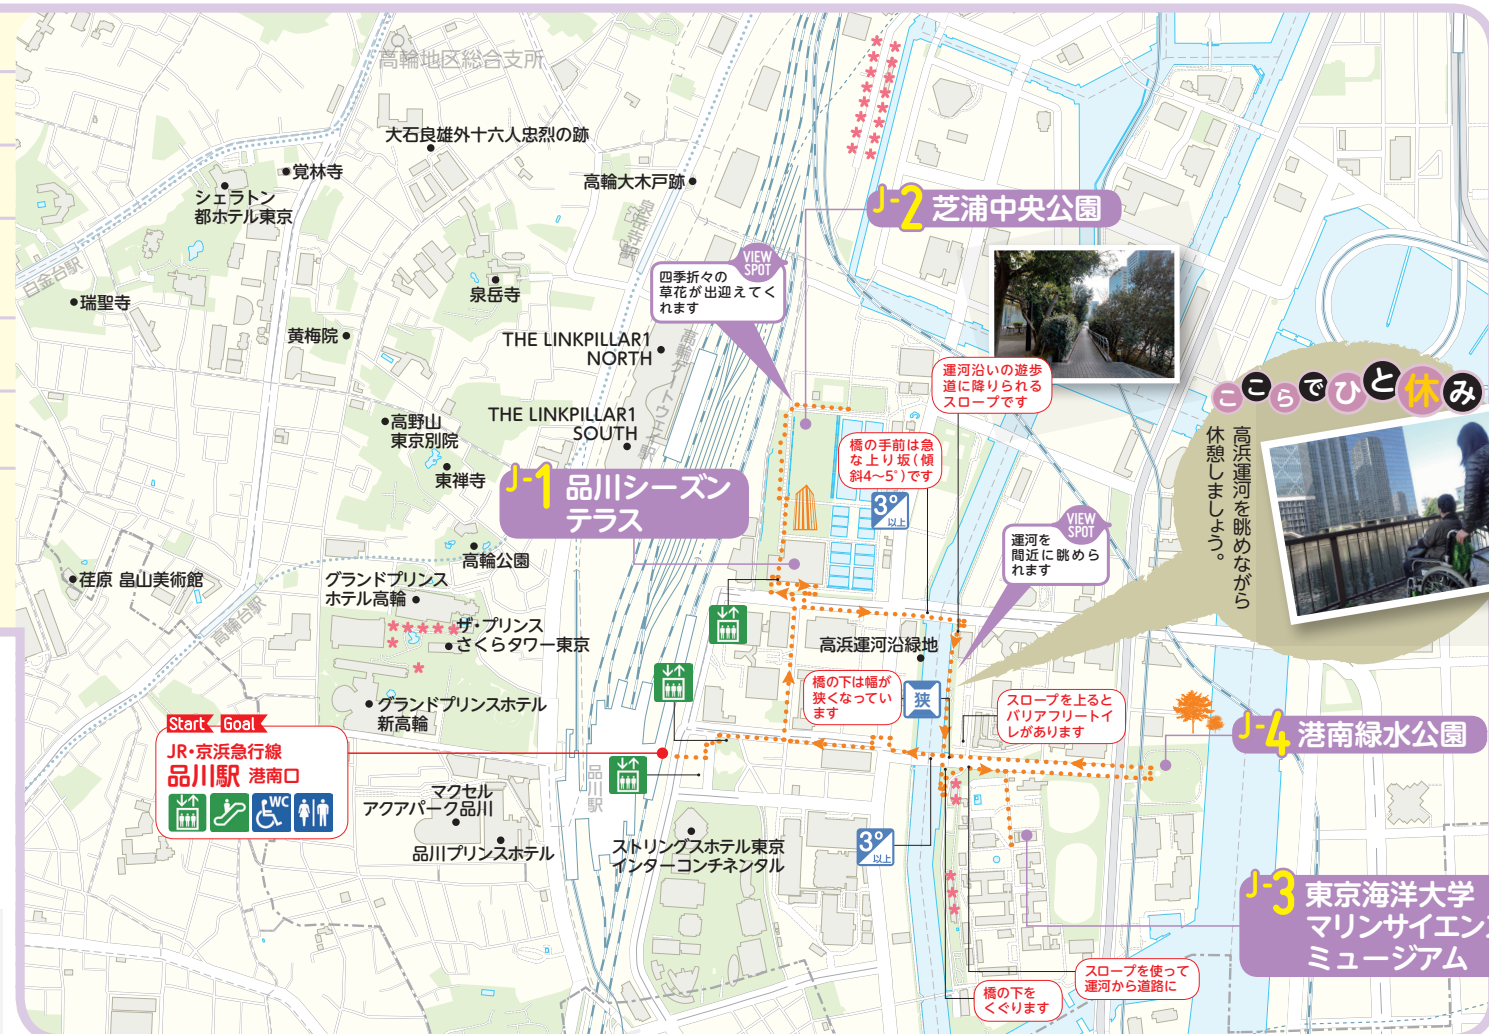 高輪地区総合支所
大石良雄外十六人忠烈の跡
覚林寺
シェラトン
都ホテル東京
高輪大木戸跡
泉岳寺駅
白金台駅
瑞聖寺
泉岳寺
黄梅院
THE LINKPILLAR1
NORTH
高輪ゲートウェイ駅
THE LINKPILLAR1
SOUTH
高野山
東京別院
東禅寺
J-1 品川シーズン
テラス
J-2 芝浦中央公園
VIEW
SPOT
四季折々の
草花が出迎えてく
れます
運河沿いの遊歩
道に降りられる
スロープです
橋の手前は急
な上り坂(傾
斜4～5°)です
3°
以上
VIEW
SPOT
運河を
間近に眺めら
れます
ここらでひと休み
高浜運河を眺めながら
休憩しましょう。
高輪公園
荏原 畠山美術館
グランドプリンス
ホテル高輪
高輪台駅
ザ・プリンス
さくらタワー東京
グランドプリンスホテル
新高輪
高浜運河沿緑地
橋の下は幅が
狭くなってい
ます
狭
スロープを上ると
バリアフリートイ
レがあります
J-4 港南緑水公園
Start Goal
JR・京浜急行線
品川駅 港南口
WC
品川駅
マクセル
アクアパーク品川
品川プリンスホテル
ストリングスホテル東京
インターコンチネンタル
3°
以上
J-3 東京海洋大学
マリンサイエンス
ミュージアム
スロープを使って
運河から道路に
橋の下を
くぐります